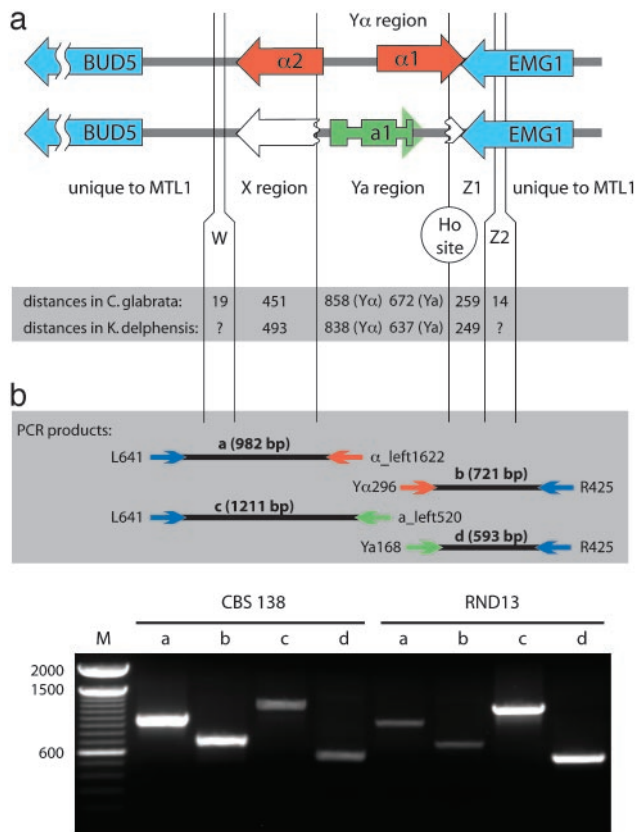 a
Yα region
BUD5
α2
α1
EMG1
BUD5
a1
EMG1
unique to MTL1
X region
Ya region
Z1
unique to MTL1
W
Ho
site
Z2
distances in C. glabrata: 19 451 858 (Yα) 672 (Ya) 259 14
distances in K. delphensis: ? 493 838 (Yα) 637 (Ya) 249 ?
b
PCR products:
a (982 bp)
L641 α_left1622
b (721 bp)
Yα296 R425
c (1211 bp)
L641 a_left520
d (593 bp)
Ya168 R425
CBS 138 RND13
M a b c d a b c d
2000
1500
600